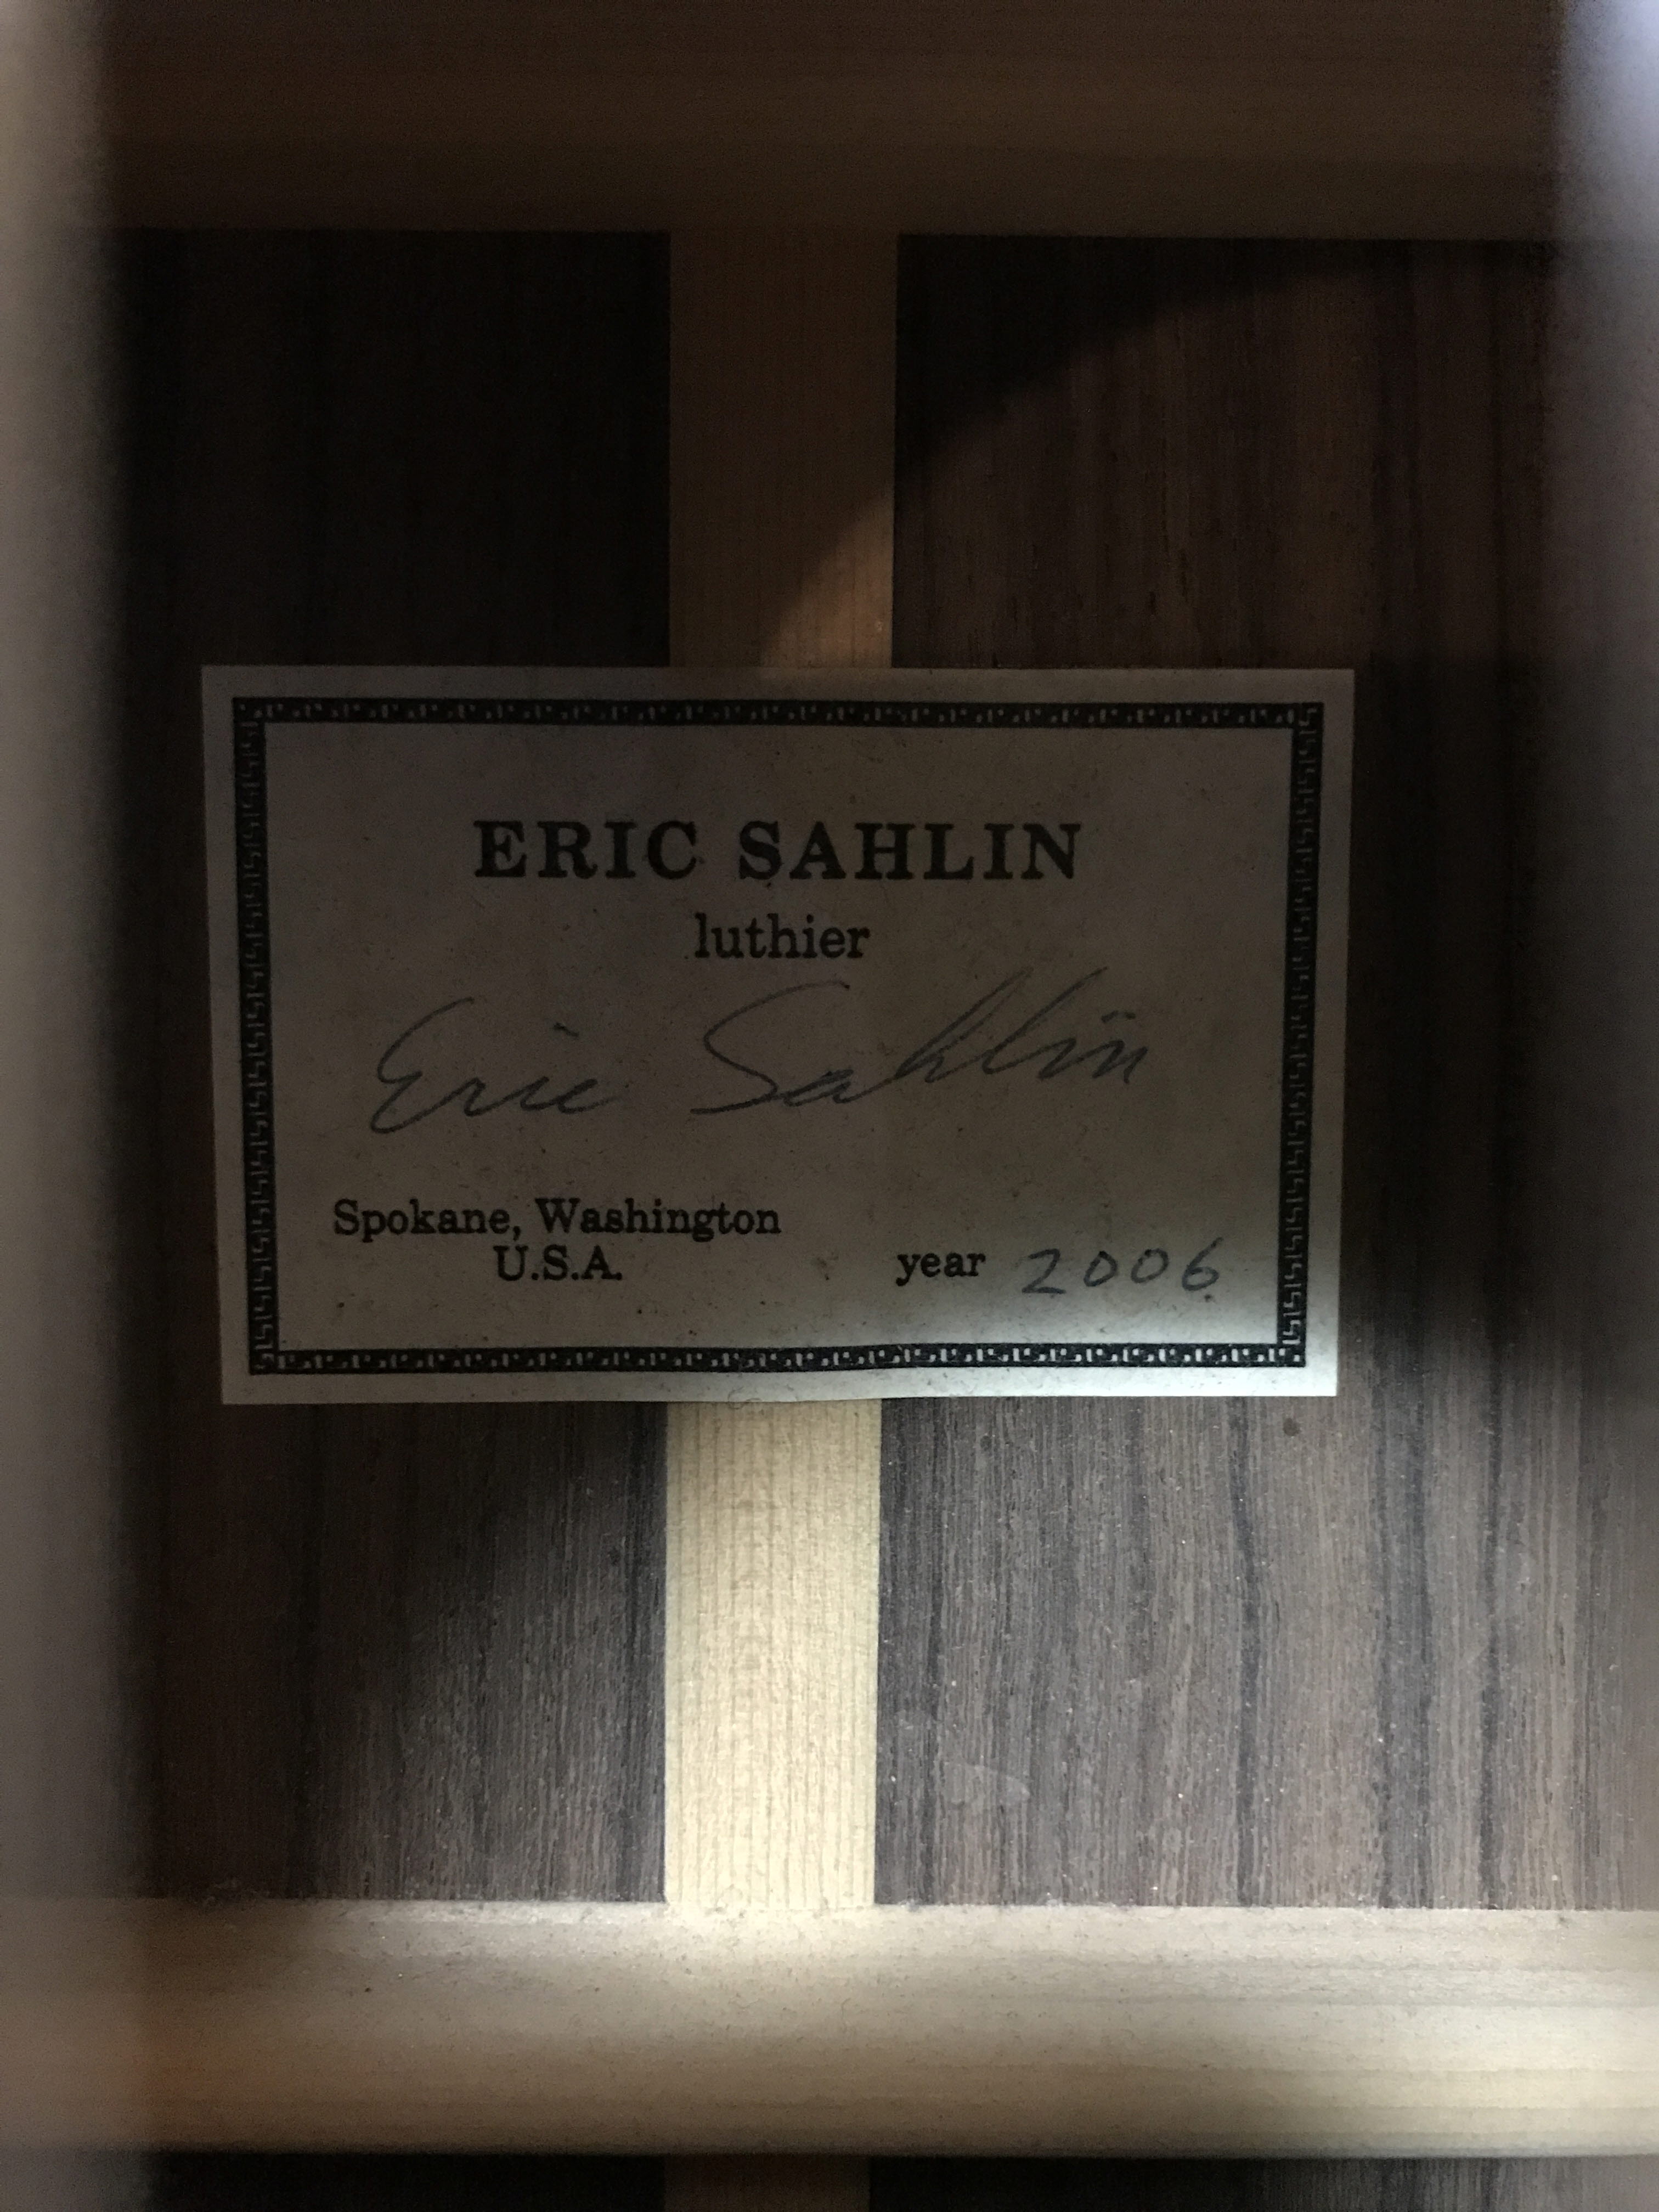 ERIC SAHLIN
luthier
Eric Sahlin
Spokane, Washington
U.S.A.
year 2006